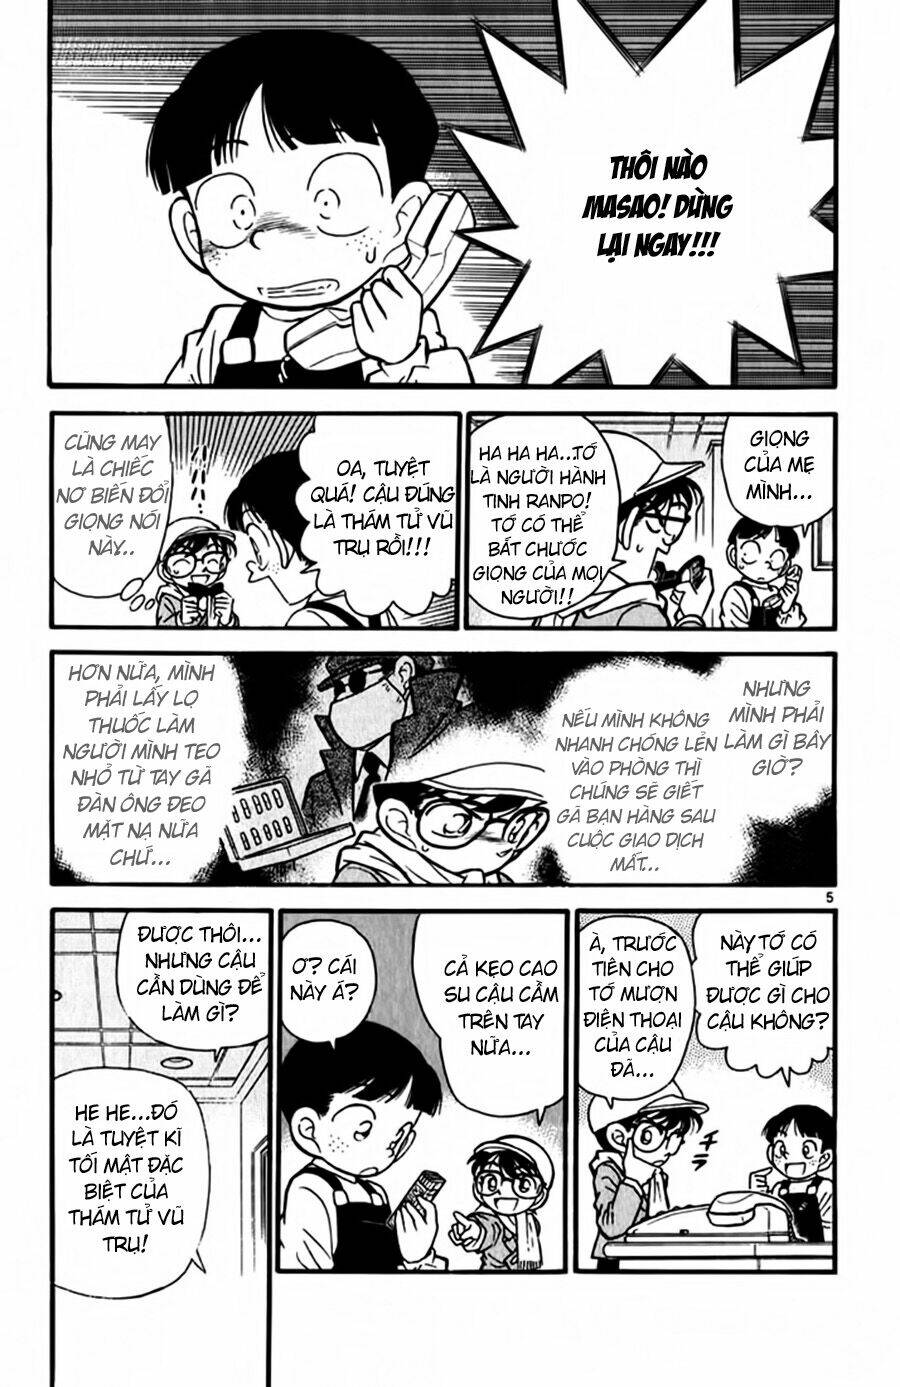 THÔI NÀO
MASAO! DỪNG
LẠI NGAY!!!
GIỌNG
CỦA MẸ
MÌNH...
HA HA HA..TỚ
LÀ NGƯỜI HÀNH
TINH RANPO!
TỚ CÓ THỂ
BẮT CHƯỚC
GIỌNG CỦA MỌI
NGƯỜI!!
OA, TUYỆT
QUÁ! CẬU ĐÚNG
LÀ THÁM TỬ VŨ
TRỤ RỒI!!!
CŨNG MAY
LÀ CHIẾC
NƠ BIẾN ĐỔI
GIỌNG NÓI
NÀY..
NHƯNG
MÌNH PHẢI
LÀM GÌ BÂY
GIỜ?
NẾU MÌNH KHÔNG
NHANH CHÓNG LẺN
VÀO PHÒNG THÌ
CHÚNG SẼ GIẾT
GÃ BẠN HÀNG SAU
CUỘC GIAO DỊCH
MẤT...
HƠN NỮA, MÌNH
PHẢI LẤY LỌ
THUỐC LÀM
NGƯỜI MÌNH TEO
NHỎ TỪ TAY GÃ
ĐÀN ÔNG ĐEO
MẶT NẠ NỮA
CHỨ...
5
NÀY TỚ CÓ
THỂ GIÚP
ĐƯỢC GÌ CHO
CẬU KHÔNG?
À, TRƯỚC
TIÊN CHO
TỚ MƯỢN
ĐIỆN THOẠI
CỦA CẬU
ĐÃ...
CẢ KẸO CAO
SU CẬU CẦM
TRÊN TAY
NỮA...
Ơ? CÁI
NÀY Á?
ĐƯỢC THÔI...
NHƯNG CẬU
CẦN DÙNG ĐỂ
LÀM GÌ?
HE HE...ĐÓ
LÀ TUYỆT KĨ
TỐI MẬT ĐẶC
BIỆT CỦA
THÁM TỬ VŨ
TRỤ!